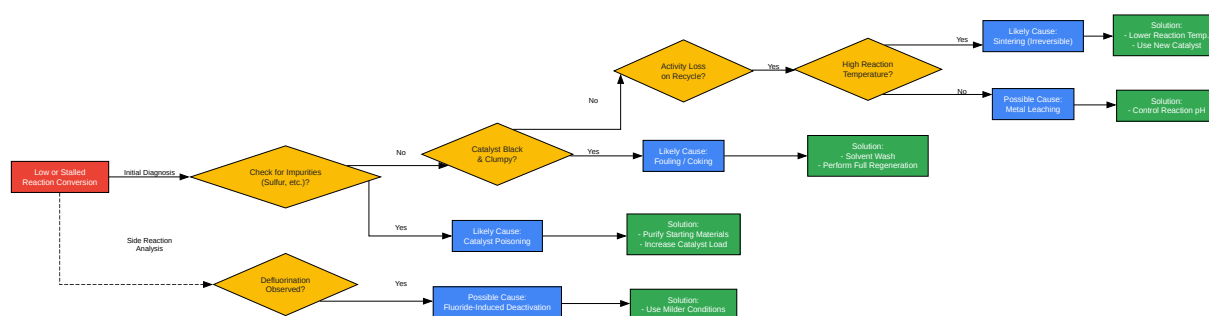 Likely Cause:
Sintering (Irreversible)
Solution:
- Lower Reaction Temp.
- Use New Catalyst
Yes
Activity Loss
on Recycle?
Yes
High Reaction
Temperature?
No
Possible Cause:
Metal Leaching
Solution:
- Control Reaction pH
No
Catalyst Black
& Clumpy?
Yes
Likely Cause:
Fouling / Coking
Solution:
- Solvent Wash
- Perform Full Regeneration
No
Low or Stalled
Reaction Conversion
Initial Diagnosis
Check for Impurities
(Sulfur, etc.)?
Yes
Likely Cause:
Catalyst Poisoning
Solution:
- Purify Starting Materials
- Increase Catalyst Load
Side Reaction
Analysis
Defluorination
Observed?
Yes
Possible Cause:
Fluoride-Induced Deactivation
Solution:
- Use Milder Conditions